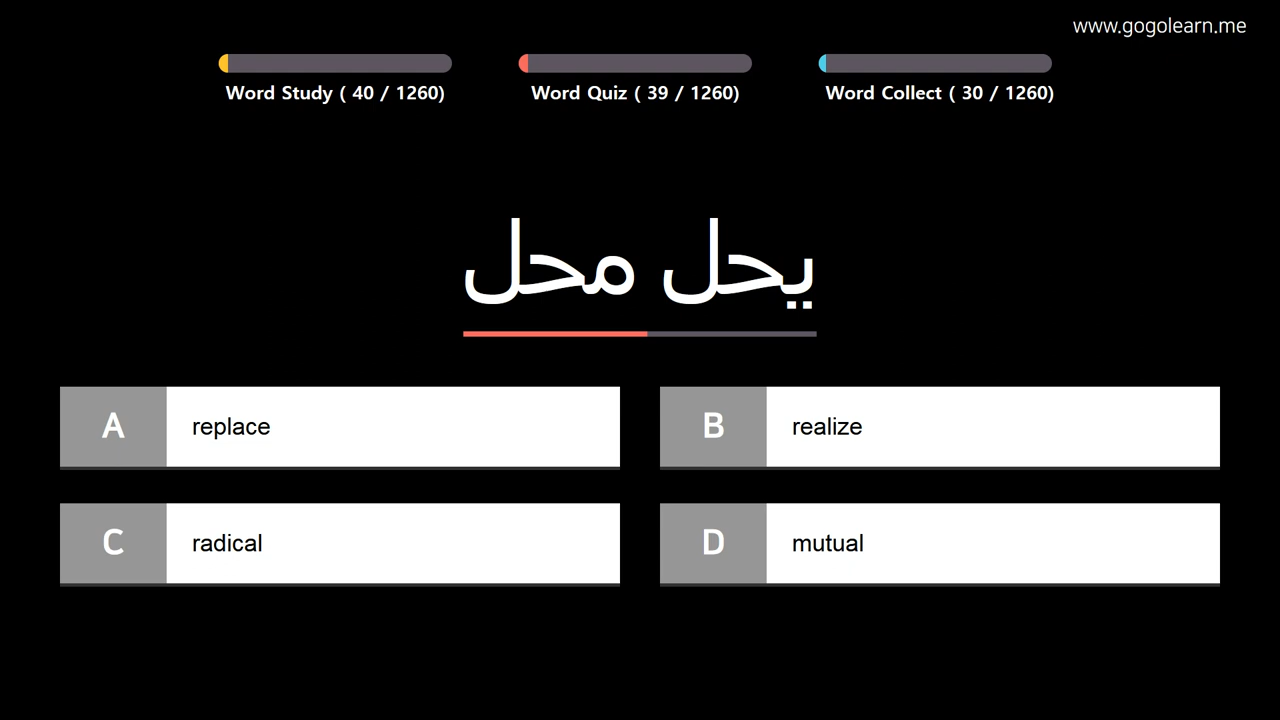 www.gogolearn.me
Word Study ( 40 / 1260)
Word Quiz ( 39 / 1260)
Word Collect ( 30 / 1260)
يحل محل
A replace
B realize
C radical
D mutual